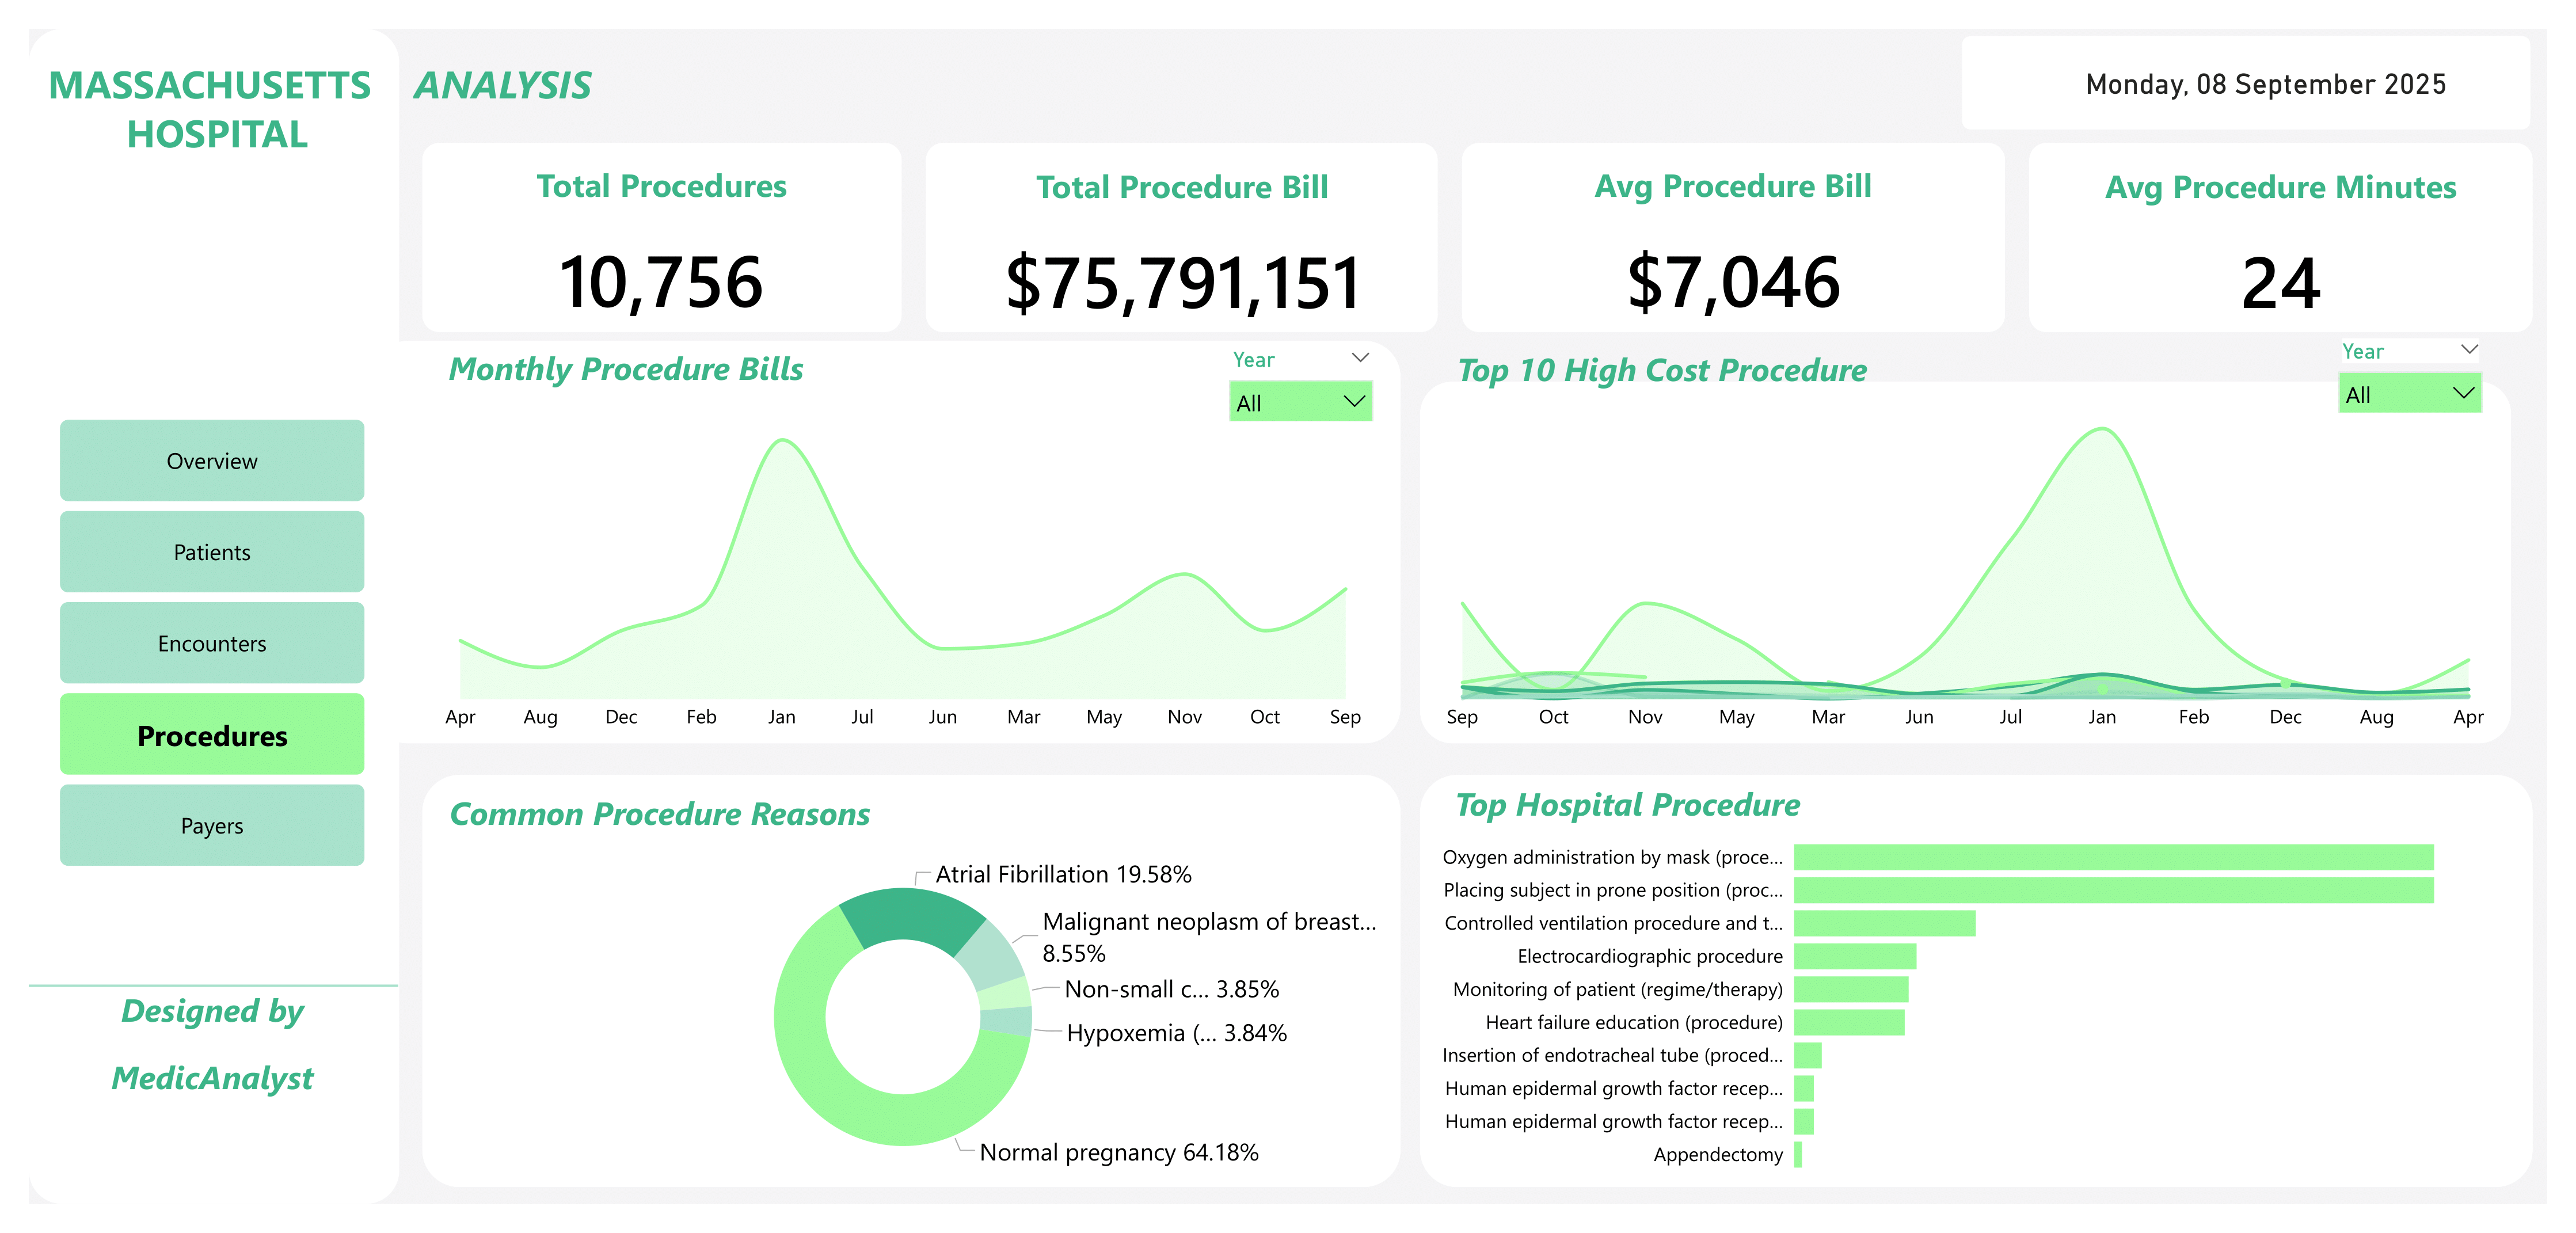 MASSACHUSETTS
HOSPITAL
Overview
Patients
Encounters
Procedures
Payers
Designed by
MedicAnalyst
ANALYSIS
Monday, 08 September 2025
Total Procedures
10,756
Total Procedure Bill
$75,791,151
Avg Procedure Bill
$7,046
Avg Procedure Minutes
24
Monthly Procedure Bills
Year
All
Apr Aug Dec Feb Jan Jul Jun Mar May Nov Oct Sep
Top 10 High Cost Procedure
Year
All
Sep Oct Nov May Mar Jun Jul Jan Feb Dec Aug Apr
Common Procedure Reasons
Atrial Fibrillation 19.58%
Malignant neoplasm of breast...
8.55%
Non-small c... 3.85%
Hypoxemia (... 3.84%
Normal pregnancy 64.18%
Top Hospital Procedure
Oxygen administration by mask (proce...
Placing subject in prone position (proc...
Controlled ventilation procedure and t...
Electrocardiographic procedure
Monitoring of patient (regime/therapy)
Heart failure education (procedure)
Insertion of endotracheal tube (proced...
Human epidermal growth factor recep...
Human epidermal growth factor recep...
Appendectomy